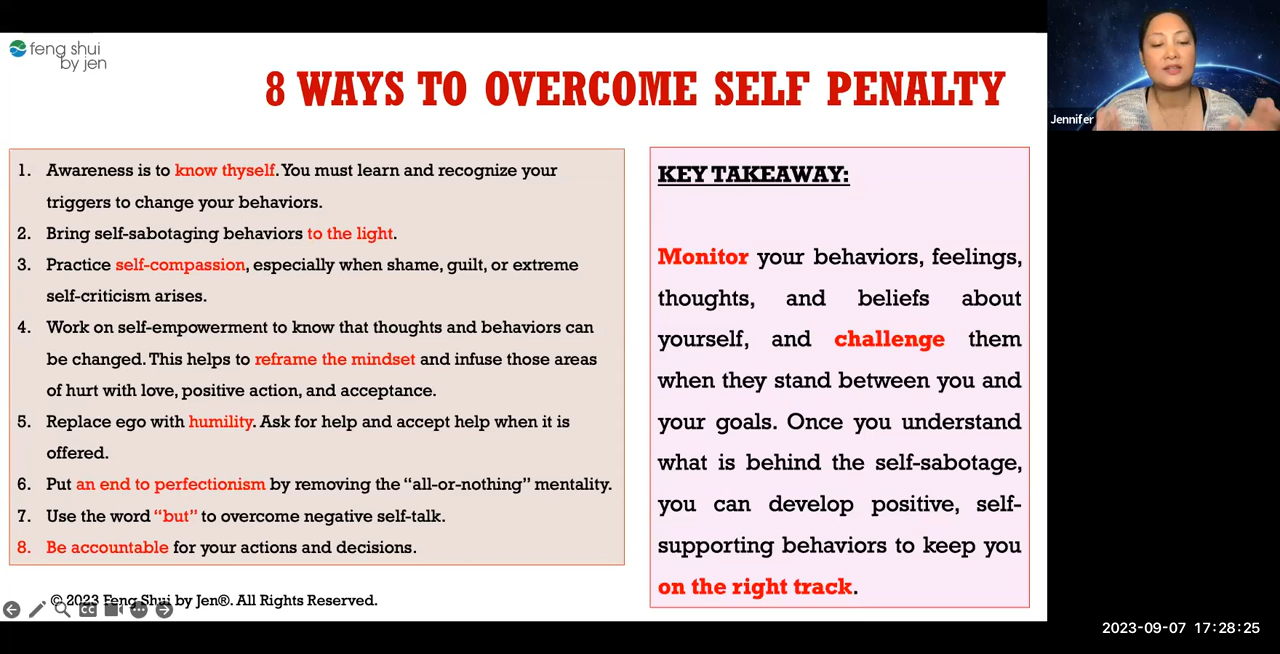 feng shui
by jen
8 WAYS TO OVERCOME SELF PENALTY
1. Awareness is to know thyself. You must learn and recognize your
triggers to change your behaviors.
2. Bring self-sabotaging behaviors to the light.
3. Practice self-compassion, especially when shame, guilt, or extreme
self-criticism arises.
4. Work on self-empowerment to know that thoughts and behaviors can
be changed. This helps to reframe the mindset and infuse those areas
of hurt with love, positive action, and acceptance.
5. Replace ego with humility. Ask for help and accept help when it is
offered.
6. Put an end to perfectionism by removing the “all-or-nothing” mentality.
7. Use the word “but” to overcome negative self-talk.
8. Be accountable for your actions and decisions.
© 2023 Feng Shui by Jen®. All Rights Reserved.
CC
KEY TAKEAWAY:
Monitor your behaviors, feelings,
thoughts, and beliefs about
yourself, and challenge them
when they stand between you and
your goals. Once you understand
what is behind the self-sabotage,
you can develop positive, self-
supporting behaviors to keep you
on the right track.
Jennifer
2023-09-07 17:28:25